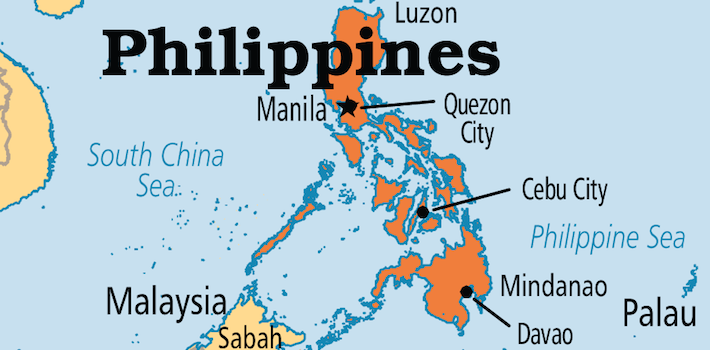 Luzon
Philippines
Manila
Quezon
City
South China
Sea
Cebu City
Philippine Sea
Malaysia
Mindanao
Palau
Sabah
Davao